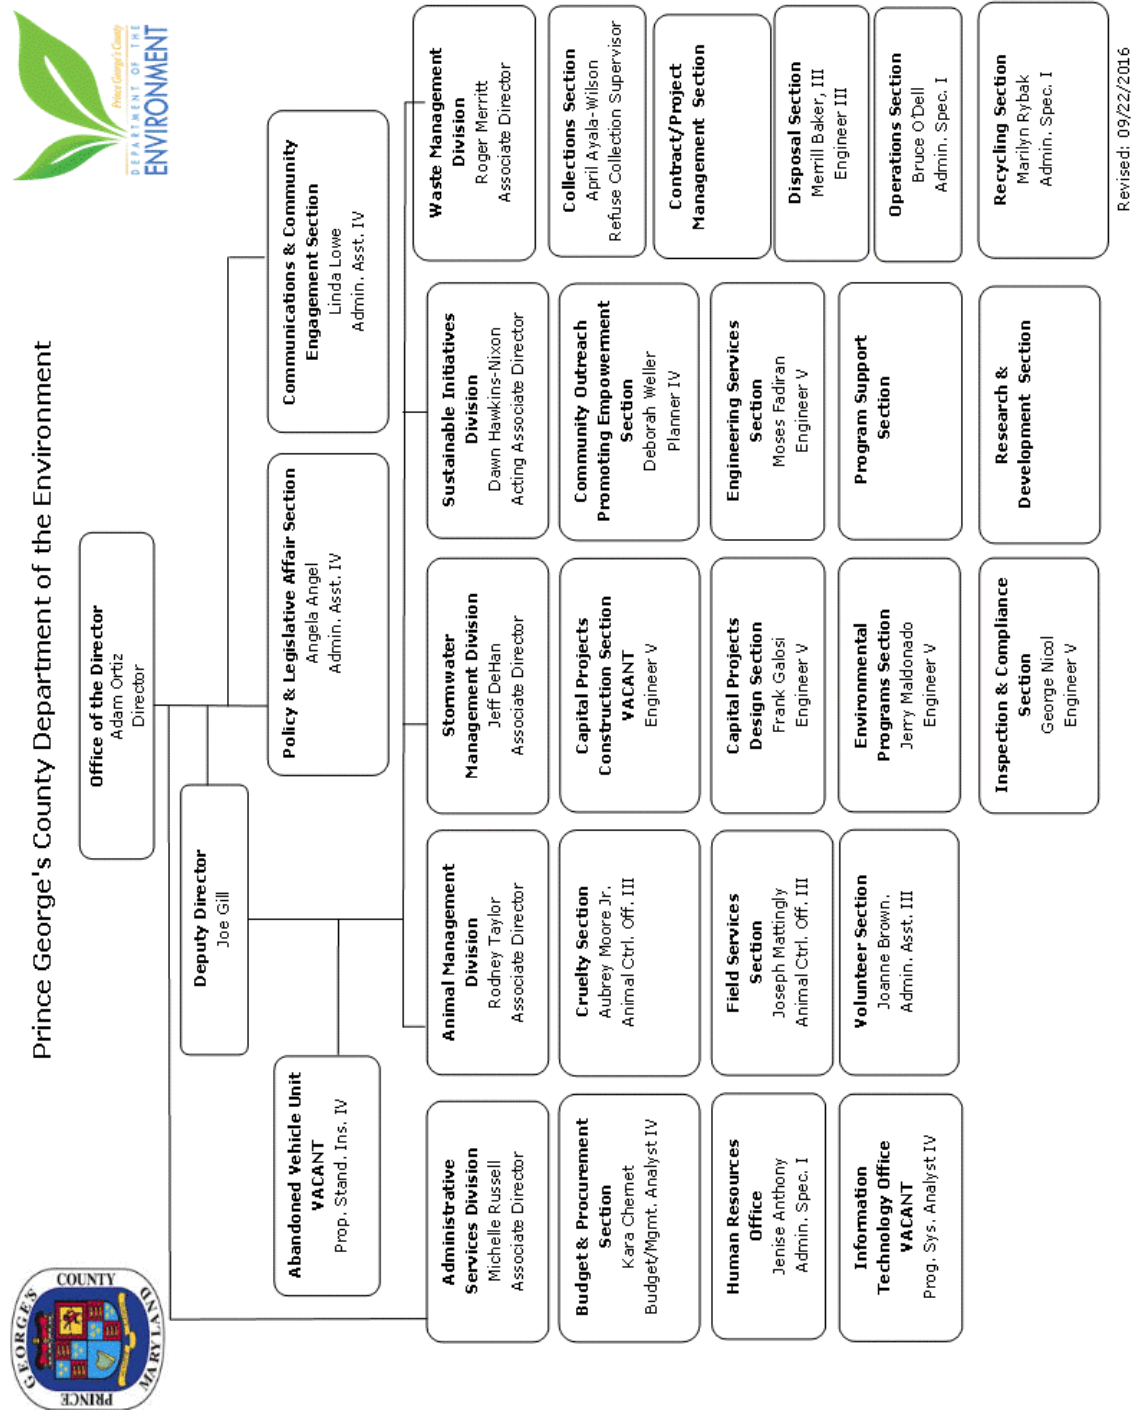 Prince George's County Department of the Environment
GEORGE'S
COUNTY
PRINCE
MARYLAND
Prince George's County
DEPARTMENT OF THE
ENVIRONMENT
Office of the Director
Adam Ortiz
Director
Deputy Director
Joe Gill
Abandoned Vehicle Unit
VACANT
Prop. Stand. Ins. IV
Policy & Legislative Affair Section
Angela Angel
Admin. Asst. IV
Communications & Community
Engagement Section
Linda Lowe
Admin. Asst. IV
Administrative
Services Division
Michelle Russell
Associate Director
Budget & Procurement
Section
Kara Chernet
Budget/Mgmt. Analyst IV
Human Resources
Office
Jenise Anthony
Admin. Spec. I
Information
Technology Office
VACANT
Prog. Sys. Analyst IV
Animal Management
Division
Rodney Taylor
Associate Director
Cruelty Section
Aubrey Moore Jr.
Animal Ctrl. Off. III
Field Services
Section
Joseph Mattingly
Animal Ctrl. Off. III
Volunteer Section
Joanne Brown.
Admin. Asst. III
Stormwater
Management Division
Jeff DeHan
Associate Director
Capital Projects
Construction Section
VACANT
Engineer V
Capital Projects
Design Section
Frank Galosi
Engineer V
Environmental
Programs Section
Jerry Maldonado
Engineer V
Inspection & Compliance
Section
George Nicol
Engineer V
Sustainable Initiatives
Division
Dawn Hawkins-Nixon
Acting Associate Director
Community Outreach
Promoting Empowerment
Section
Deborah Weller
Planner IV
Engineering Services
Section
Moses Fadiran
Engineer V
Program Support
Section
Research &
Development Section
Waste Management
Division
Roger Merritt
Associate Director
Collections Section
April Ayala-Wilson
Refuse Collection Supervisor
Contract/Project
Management Section
Disposal Section
Merrill Baker, III
Engineer III
Operations Section
Bruce O'Dell
Admin. Spec. I
Recycling Section
Marilyn Rybak
Admin. Spec. I
Revised: 09/22/2016